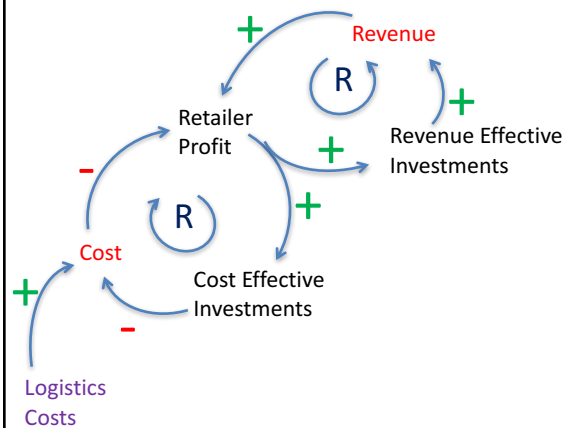 +
Revenue
R
Retailer
Profit
+
Revenue Effective
Investments
+
-
R
+
Cost
Cost Effective
Investments
+
-
Logistics
Costs